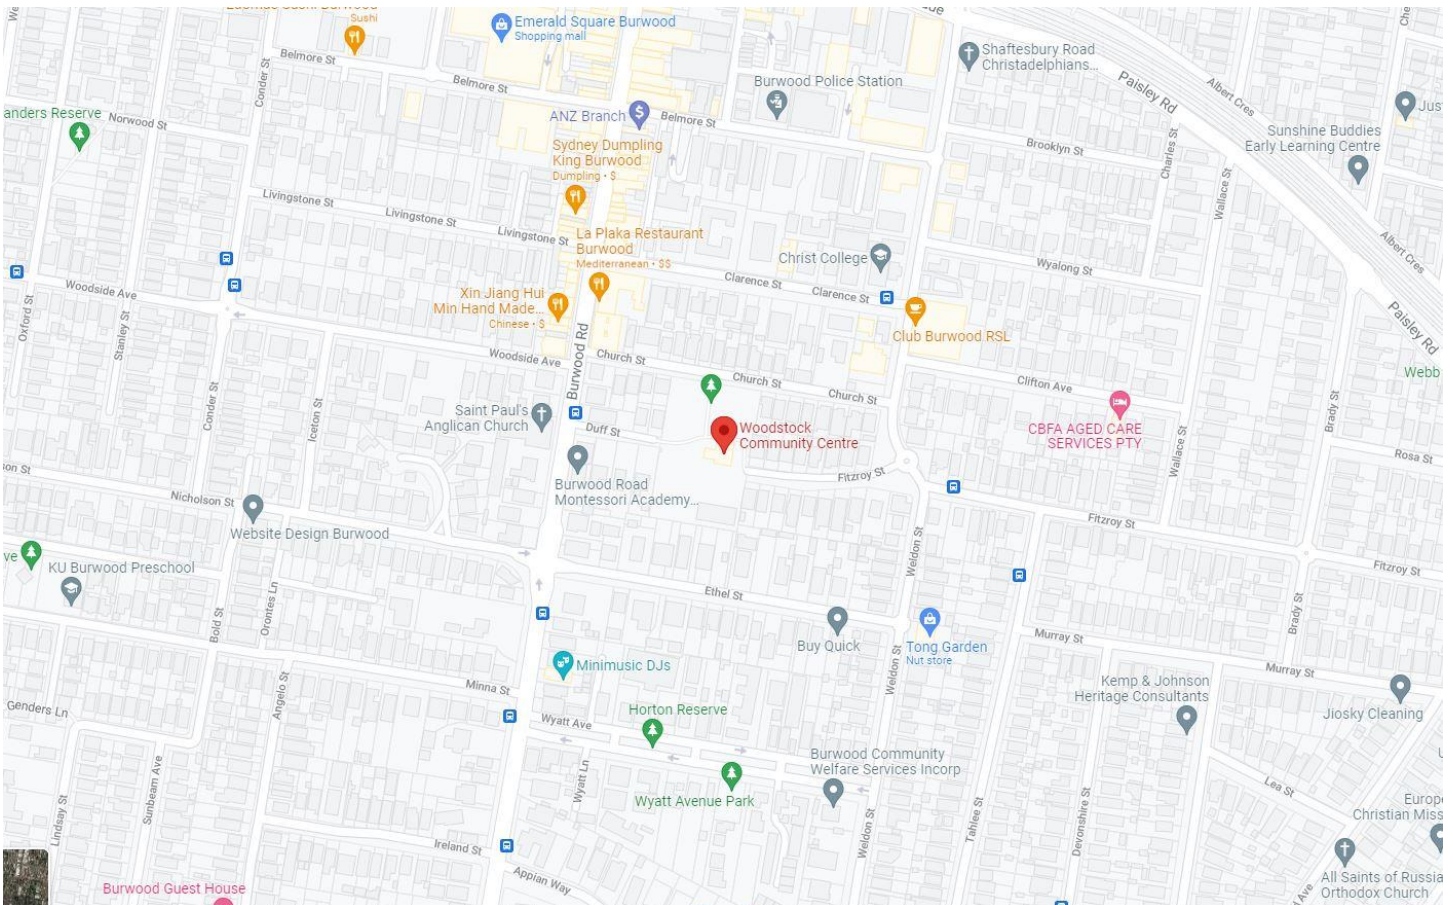 Sushi
Emerald Square Burwood
Shopping mall
Shaftesbury Road
Christadelphians...
Belmore St
Conder St
Belmore St
Burwood Police Station
Paisley Rd
Albert Cres
anders Reserve
Norwood St
ANZ Branch
Belmore St
Jus
Sunshine Buddies
Early Learning Centre
Sydney Dumpling
King Burwood
Dumpling • $
Brooklyn St
Charles St
Wallace St
Livingstone St
Livingstone St
Livingstone St
La Plaka Restaurant
Burwood
Mediterranean • $$
Christ College
Wyalong St
Albert Cres
Woodside Ave
Clarence St
Clarence St
Xin Jiang Hui
Min Hand Made...
Chinese • $
Oxford St
Stanley St
Club Burwood RSL
Paisley Rd
Burwood Rd
Woodside Ave
Church St
Church St
Church St
Clifton Ave
Webb
Conder St
Iceton St
Saint Paul's
Anglican Church
Duff St
Woodstock
Community Centre
CBFA AGED CARE
SERVICES PTY
Brady St
Wallace St
Rosa St
son St
Nicholson St
Burwood Road
Montessori Academy...
Fitzroy St
Website Design Burwood
Fitzroy St
Weldon St
Fitzroy St
ve
KU Burwood Preschool
Orontes Ln
Bold St
Ethel St
Brady St
Buy Quick
Tong Garden
Nut store
Murray St
Murray St
Minimusic DJs
Minna St
Weldon St
Kemp & Johnson
Heritage Consultants
Angelo St
Genders Ln
Wyatt Ave
Horton Reserve
Jiosky Cleaning
Burwood Community
Welfare Services Incorp
Wyatt Ln
Wyatt Avenue Park
Sunbeam Ave
Lindsay St
Lea St
Europe
Christian Miss
Weldon St
Tahlee St
Devonshire St
Ireland St
Appian Way
Burwood Guest House
All Saints of Russia
Orthodox Church